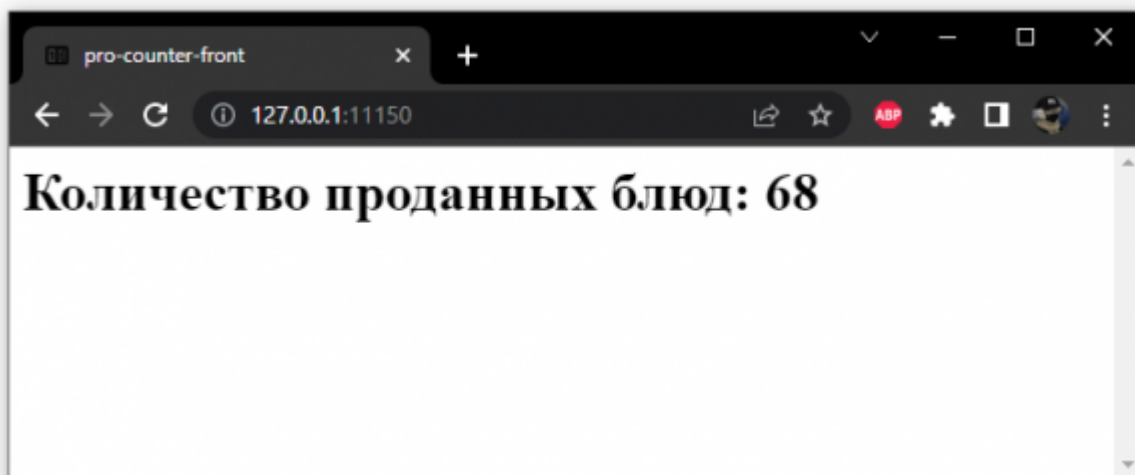 pro-counter-front
127.0.0.1:11150
ABP
Количество проданных блюд: 68